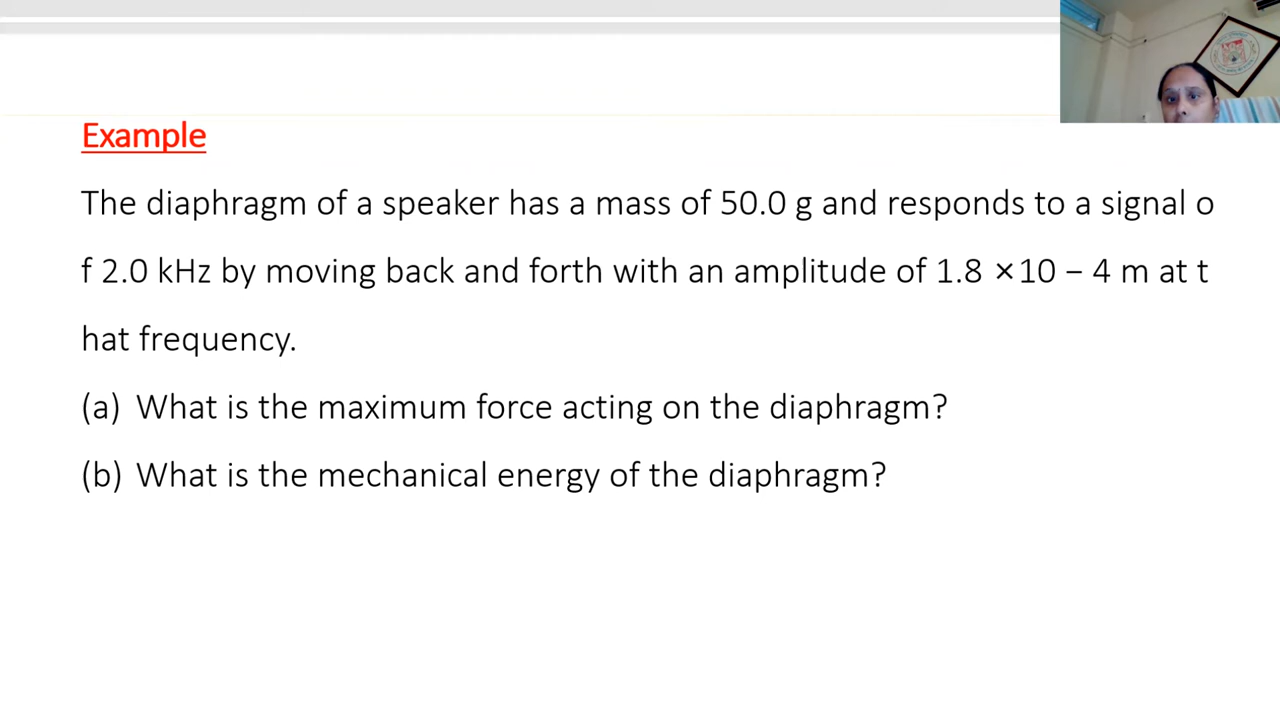 Example
The diaphragm of a speaker has a mass of 50.0 g and responds to a signal o
f 2.0 kHz by moving back and forth with an amplitude of 1.8 ×10 − 4 m at t
hat frequency.
(a) What is the maximum force acting on the diaphragm?
(b) What is the mechanical energy of the diaphragm?